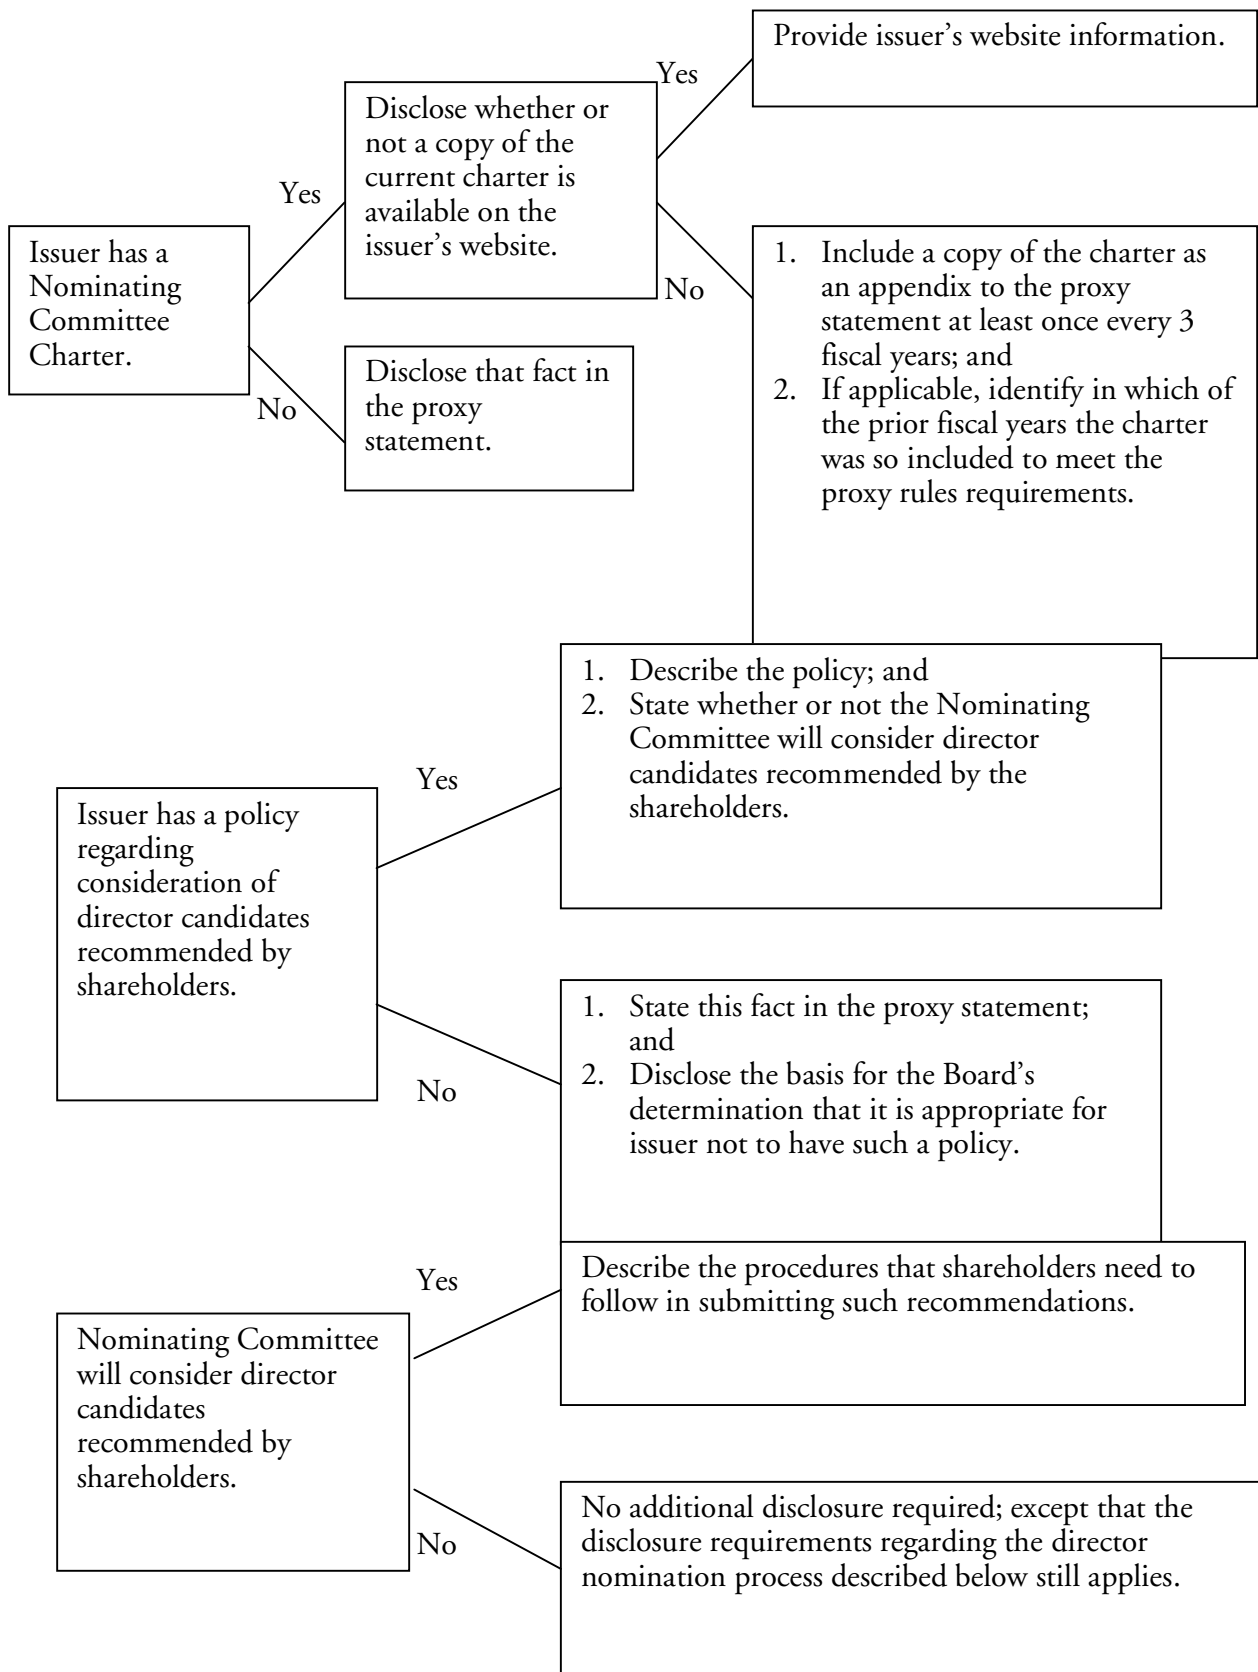 Provide issuer's website information.
Yes
Disclose whether or
not a copy of the
current charter is
available on the
issuer's website.
Yes
Issuer has a
Nominating
Committee
Charter.
No
1. Include a copy of the charter as
an appendix to the proxy
statement at least once every 3
fiscal years; and
2. If applicable, identify in which of
the prior fiscal years the charter
was so included to meet the
proxy rules requirements.
No
Disclose that fact in
the proxy
statement.
1. Describe the policy; and
2. State whether or not the Nominating
Committee will consider director
candidates recommended by the
shareholders.
Yes
Issuer has a policy
regarding
consideration of
director candidates
recommended by
shareholders.
No
1. State this fact in the proxy statement;
and
2. Disclose the basis for the Board's
determination that it is appropriate for
issuer not to have such a policy.
Yes
Describe the procedures that shareholders need to
follow in submitting such recommendations.
Nominating Committee
will consider director
candidates
recommended by
shareholders.
No
No additional disclosure required; except that the
disclosure requirements regarding the director
nomination process described below still applies.